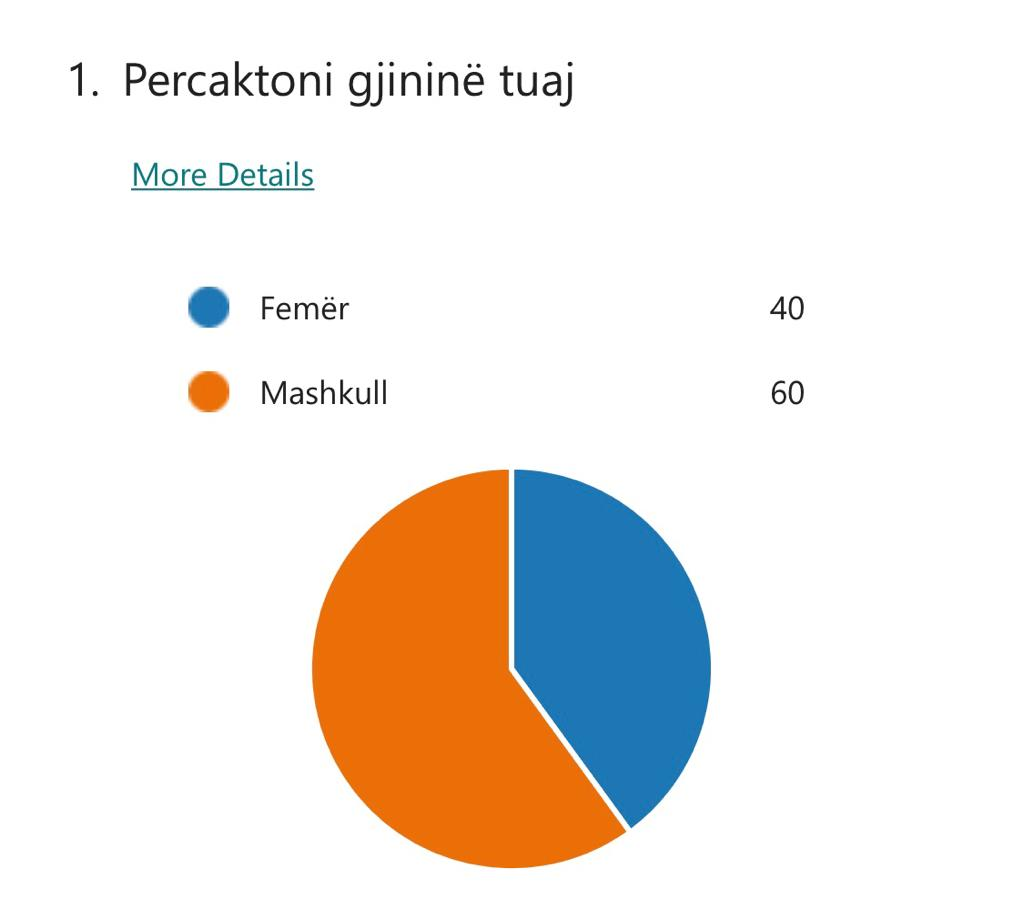 1. Percaktoni gjininë tuaj
More Details
Femër 40
Mashkull 60